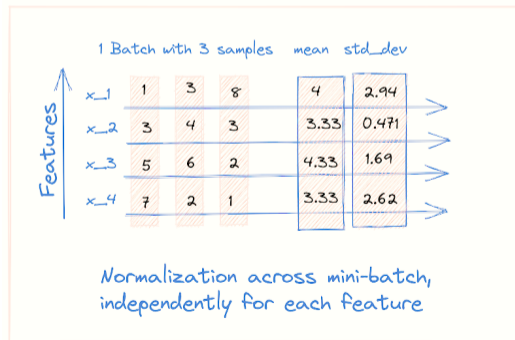 1 Batch with 3 samples mean std_dev
Features
x_1 1 3 8 4 2.94
x_2 3 4 3 3.33 0.471
x_3 5 6 2 4.33 1.69
x_4 7 2 1 3.33 2.62
Normalization across mini-batch,
independently for each feature